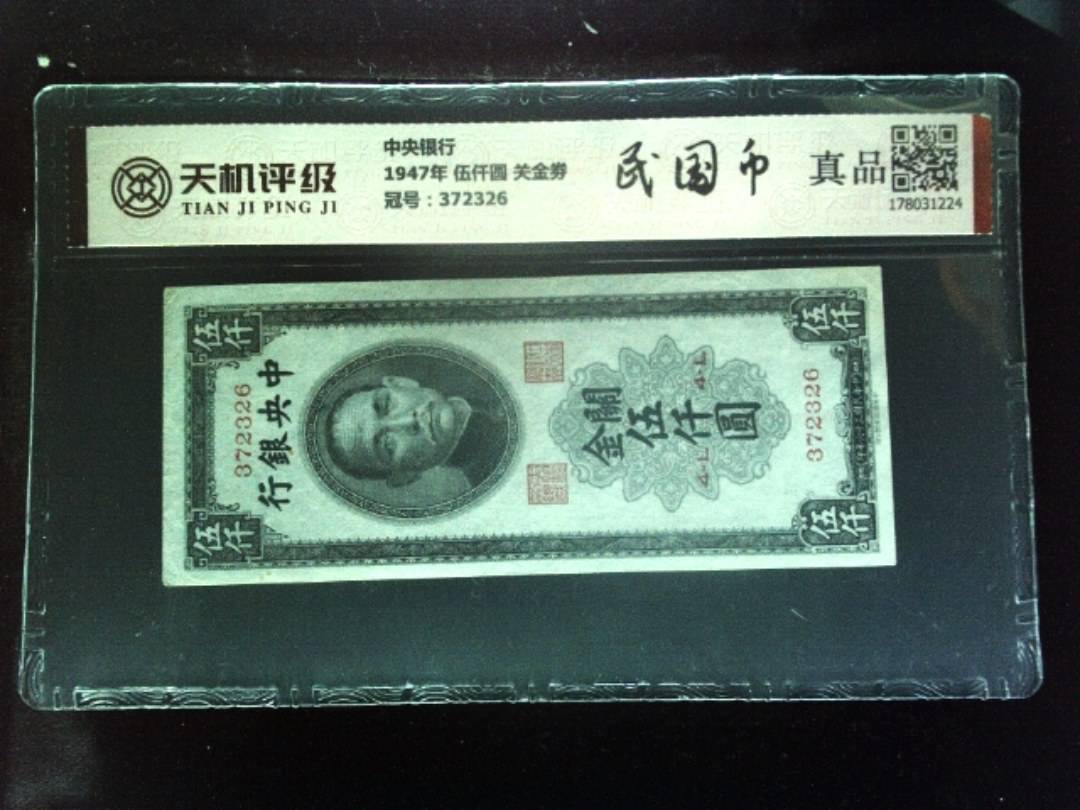 天机评级
TIAN JI PING JI
中央银行
1947年 伍仟圆 关金券
冠号：372326
民国币
真品
178031224
伍仟
伍仟
372326
中央銀行
關金
伍仟圓
4-L
4-L
372326
伍仟
伍仟